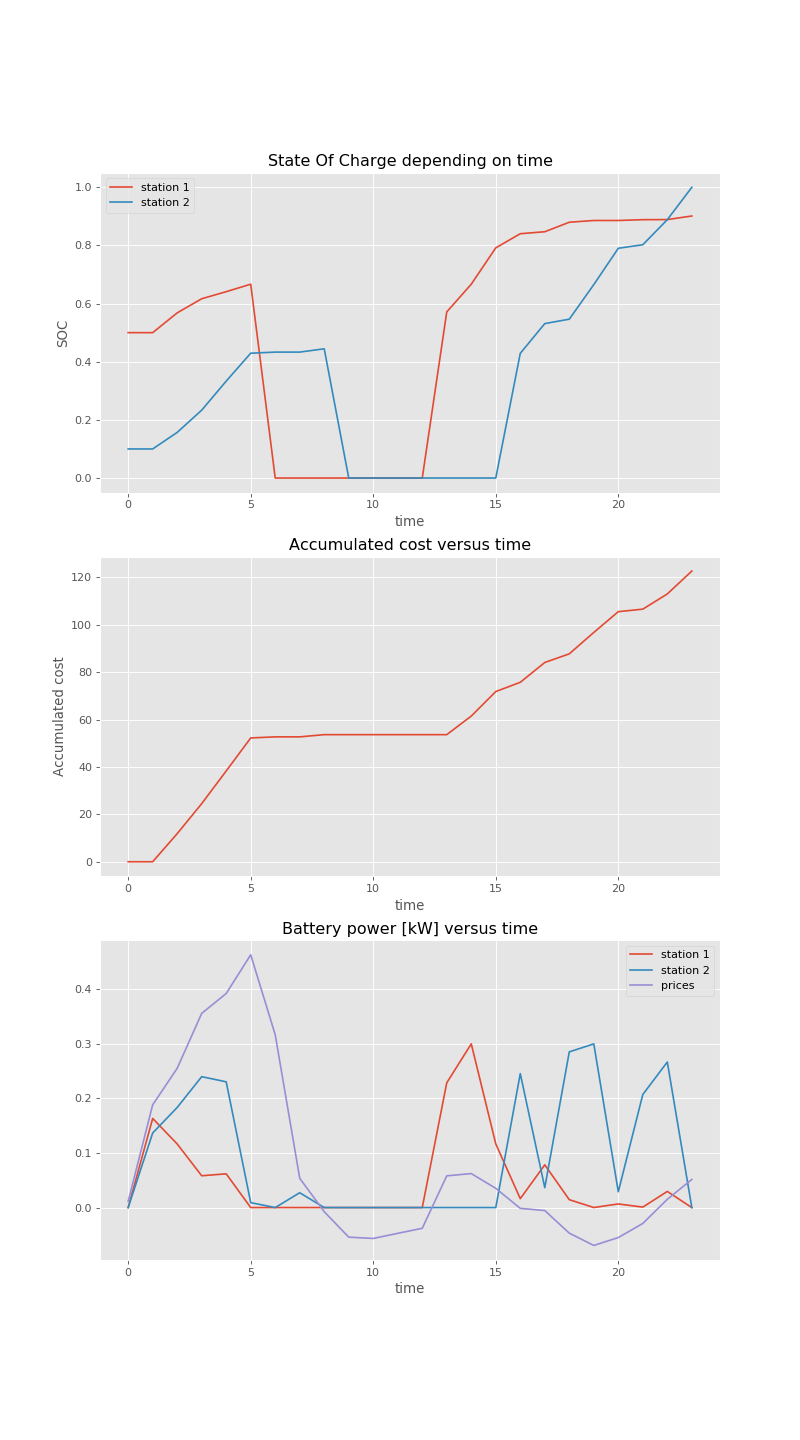 State Of Charge depending on time
station 1
station 2
SOC
1.0
0.8
0.6
0.4
0.2
0.0
0 5 10 15 20
time
Accumulated cost versus time
Accumulated cost
120
100
80
60
40
20
0
0 5 10 15 20
time
Battery power [kW] versus time
station 1
station 2
prices
0.4
0.3
0.2
0.1
0.0
0 5 10 15 20
time